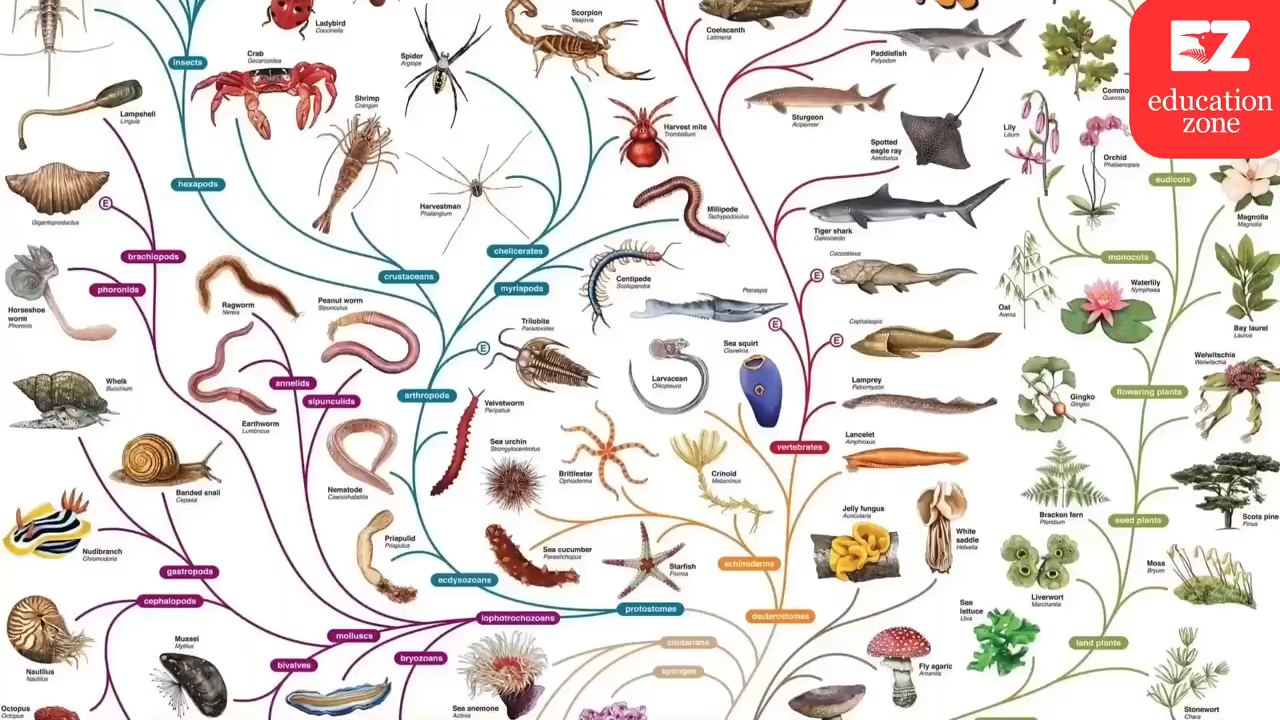 Ladybird
Coccinella
Scorpion
Vaejovis
Coelacanth
Latimeria
Paddlefish
Polyodon
EZ
education
zone
insects
Crab
Gecarcoidea
Spider
Argiope
Shrimp
Crangon
Lampshell
Lingula
Harvest mite
Trombidium
Sturgeon
Acipenser
Spotted
eagle ray
Aetobatus
Lily
Lilium
Commo
Quercus
Orchid
Phalaenopsis
eudicots
hexapods
Harvestman
Phalangium
Millipede
Tachypodoiulus
Tiger shark
Galeocerdo
Magnolia
Magnolia
Gigantoproductus
E
brachiopods
phoronids
chelicerates
crustaceans
myriapods
Centipede
Scolopendra
Coccosteus
E
monocots
Waterlily
Nymphaea
Oat
Avena
Bay laurel
Laurus
Horseshoe
worm
Phoronis
Ragworm
Nereis
Peanut worm
Sipunculus
Trilobite
Paradoxides
E
Pteraspis
E
Cephalaspis
E
Sea squirt
Clavelina
Larvacean
Oikopleura
Lamprey
Petromyzon
Welwitschia
Welwitschia
Whelk
Buccinum
annelids
sipunculids
arthropods
Velvetworm
Peripatus
Gingko
Gingko
flowering plants
Earthworm
Lumbricus
Sea urchin
Strongylocentrotus
Brittlestar
Ophioderma
Crinoid
Metacrinus
vertebrates
Lancelet
Amphioxus
Banded snail
Cepaea
Nematode
Caenorhabditis
Jelly fungus
Auricularia
White
saddle
Helvella
Bracken fern
Pteridium
seed plants
Scots pine
Pinus
Nudibranch
Chromodoris
Priapulid
Priapulus
Sea cucumber
Parastichopus
Starfish
Fromia
echinoderms
Liverwort
Marchantia
Moss
Bryum
gastropods
cephalopods
ecdysozoans
lophotrochozoans
protostomes
deuterostomes
Sea
lettuce
Ulva
land plants
molluscs
Mussel
Mytilus
bivalves
bryozoans
cnidarians
sponges
Nautilus
Nautilus
Fly agaric
Amanita
Octopus
Octopus
Sea anemone
Actinia
Stonewort
Chara